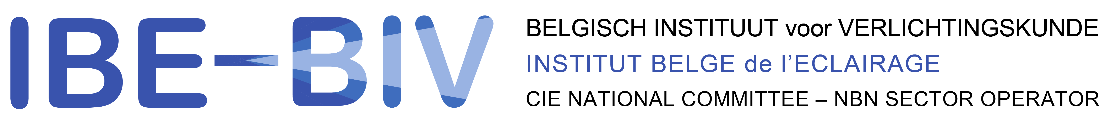 IBE-BIV
BELGISCH INSTITUUT voor VERLICHTINGSKUNDE
INSTITUT BELGE de l'ECLAIRAGE
CIE NATIONAL COMMITTEE – NBN SECTOR OPERATOR